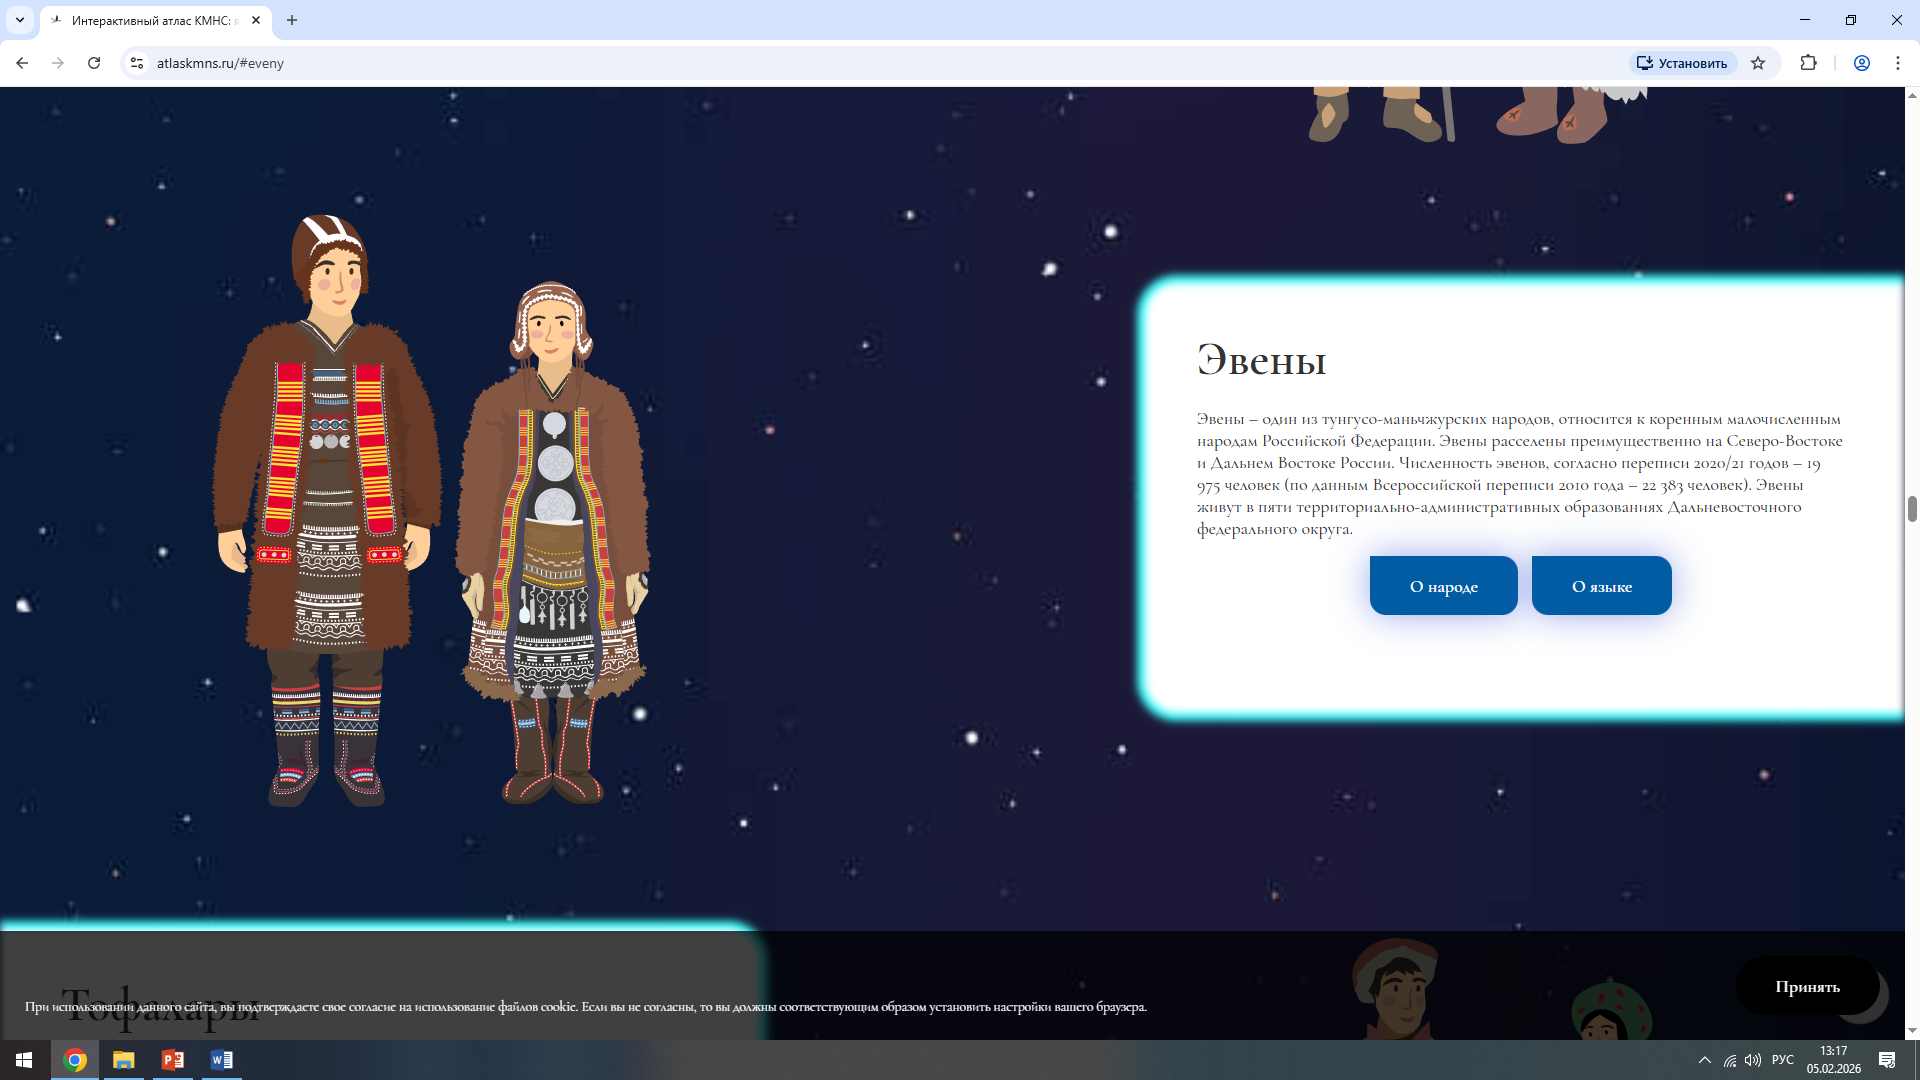 Интерактивный атлас КМНС: я
atlaskmns.ru/#eveny
Установить
Эвены
Эвены – один из тунгусо-маньчжурских народов, относится к коренным малочисленным
народам Российской Федерации. Эвены расселены преимущественно на Северо-Востоке
и Дальнем Востоке России. Численность эвенов, согласно переписи 2020/21 годов – 19
975 человек (по данным Всероссийской переписи 2010 года – 22 383 человек). Эвены
живут в пяти территориально-административных образованиях Дальневосточного
федерального округа.
О народе
О языке
Тофалары
При использовании данного сайта, вы подтверждаете свое согласие на использование файлов cookie. Если вы не согласны, то вы должны соответствующим образом установить настройки вашего браузера.
Принять
РУС
13:17
05.02.2026